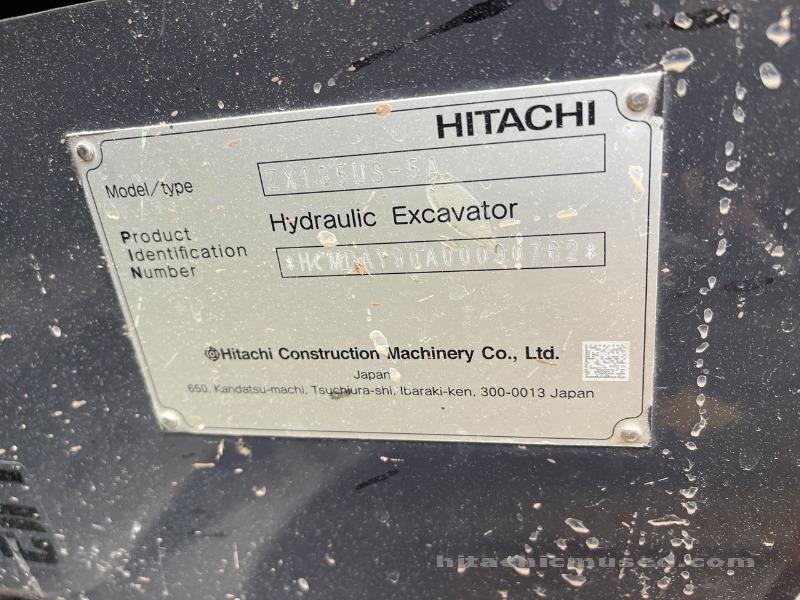 HITACHI
Model/type ZX135US-5A
Hydraulic Excavator
Product
Identification
Number
Hitachi Construction Machinery Co., Ltd.
Japan
650, Kandatsu-machi, Tsuchiura-shi, Ibaraki-ken, 300-0013 Japan
hitachicmused.com